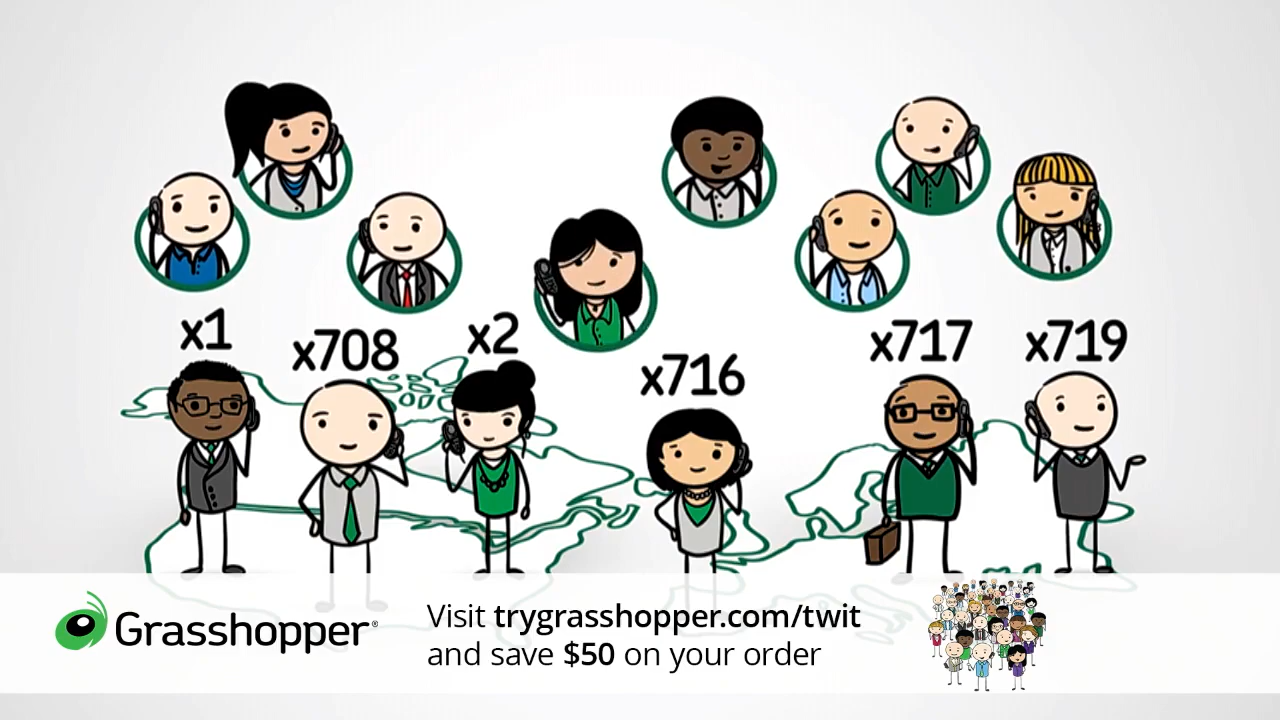 x1
x708
x2
x716
x717
x719
Grasshopper®
Visit trygrasshopper.com/twit
and save $50 on your order